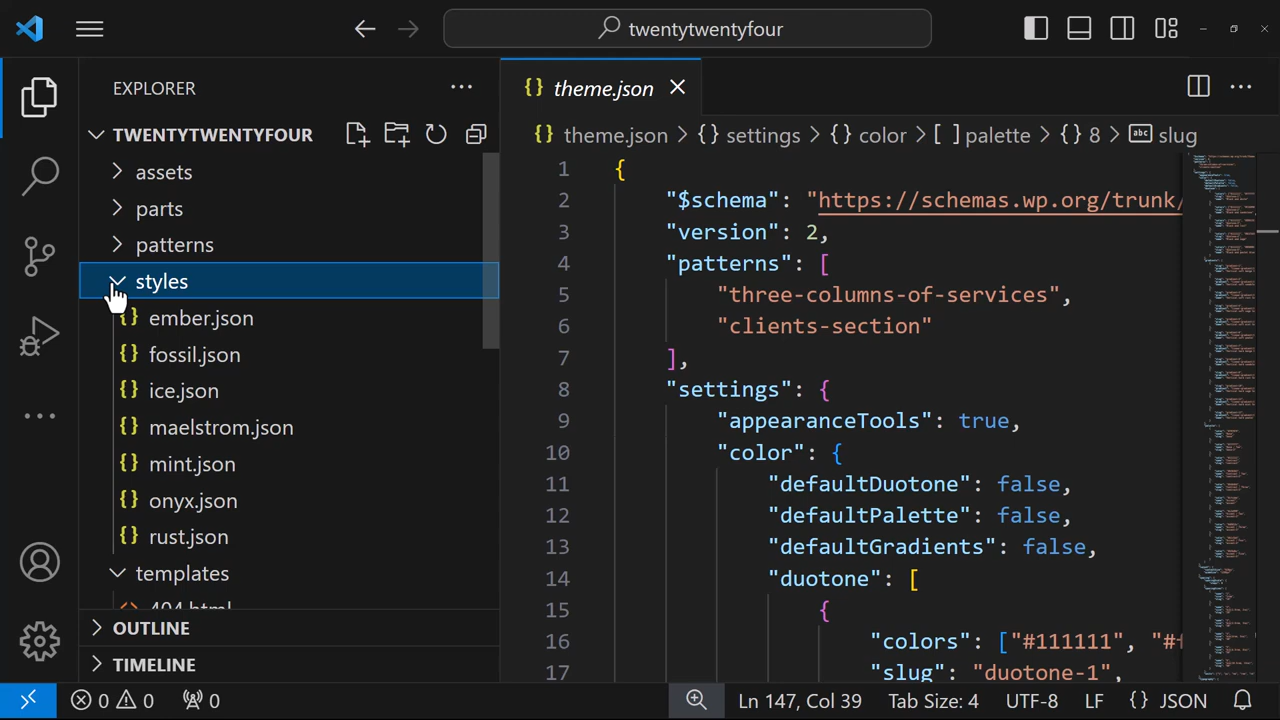 twentytwentyfour
EXPLORER
TWENTYTWENTYFOUR
assets
parts
patterns
styles
{} ember.json
{} fossil.json
{} ice.json
{} maelstrom.json
{} mint.json
{} onyx.json
{} rust.json
templates
<> 404.html
OUTLINE
TIMELINE
{} theme.json
{} theme.json > {} settings > {} color > [ ] palette > {} 8 > abc slug
1 {
2 "$schema": "https://schemas.wp.org/trunk/
3 "version": 2,
4 "patterns": [
5 "three-columns-of-services",
6 "clients-section"
7 ],
8 "settings": {
9 "appearanceTools": true,
10 "color": {
11 "defaultDuotone": false,
12 "defaultPalette": false,
13 "defaultGradients": false,
14 "duotone": [
15 {
16 "colors": ["#111111", "#f
17 "slug": "duotone-1",
0 0 0 Ln 147, Col 39 Tab Size: 4 UTF-8 LF {} JSON